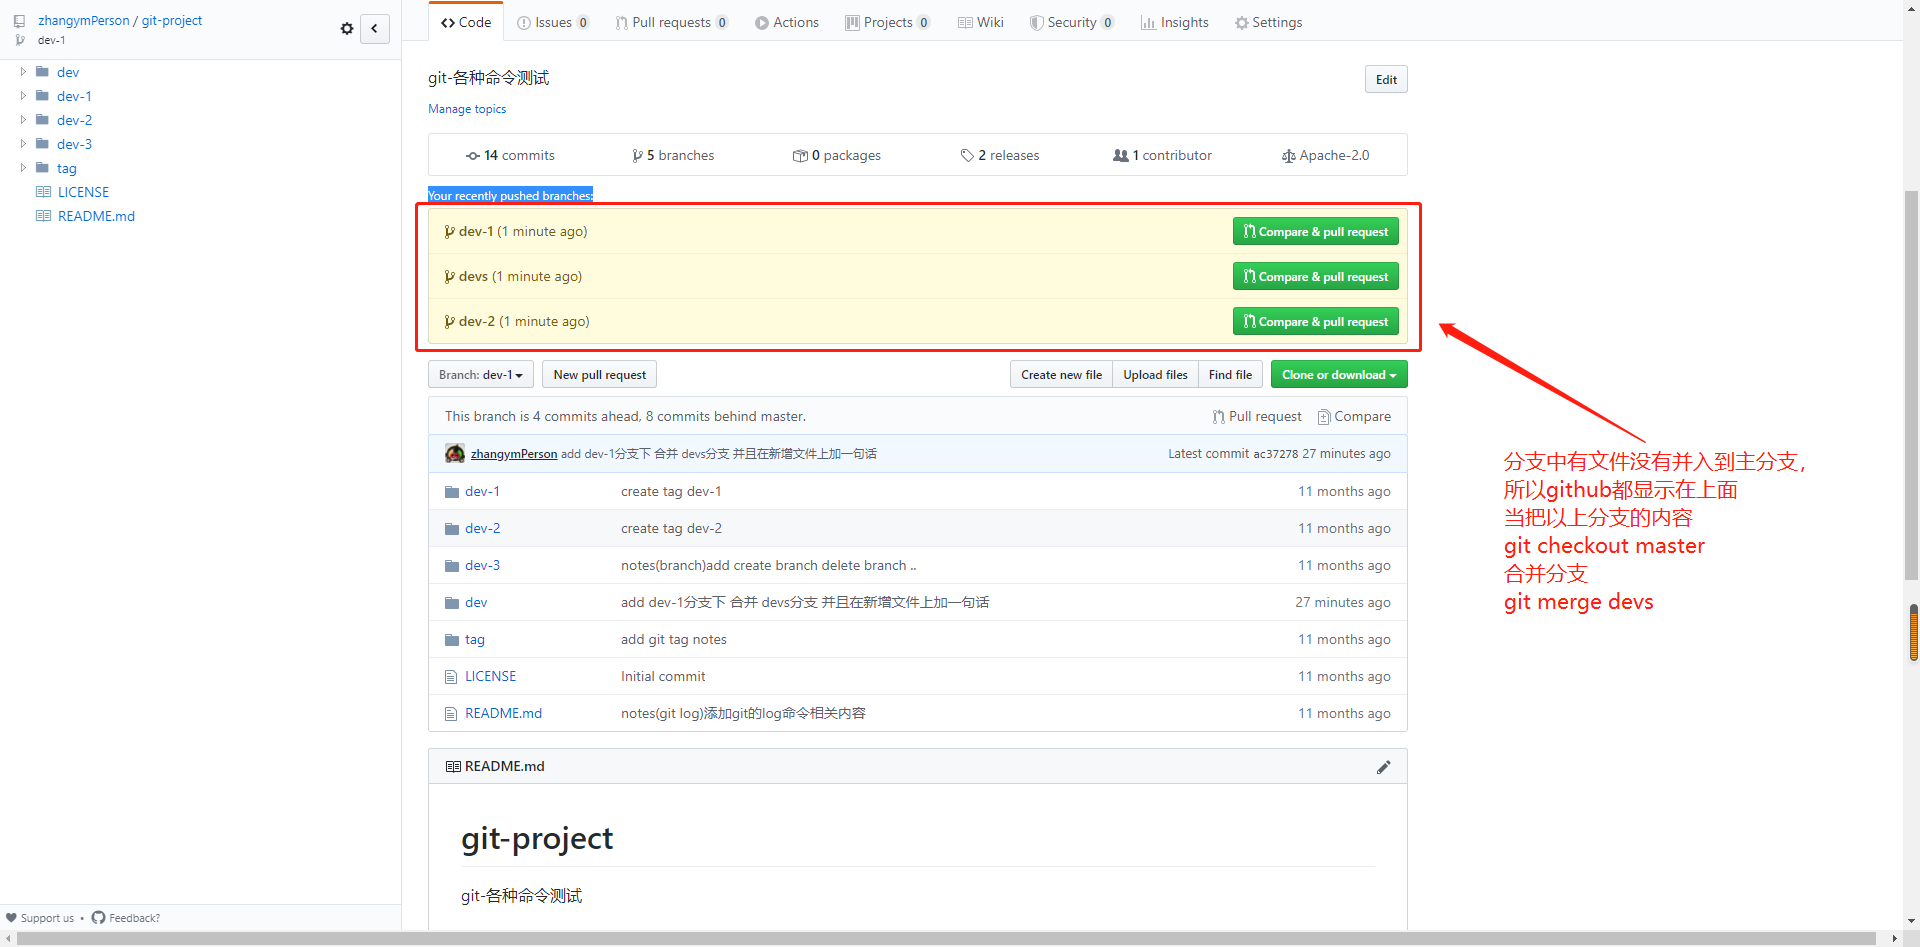 zhangymPerson / git-project
dev-1
dev
dev-1
dev-2
dev-3
tag
LICENSE
README.md
Support us • Feedback?
Code Issues 0 Pull requests 0 Actions Projects 0 Wiki Security 0 Insights Settings
git-各种命令测试
Edit
Manage topics
14 commits 5 branches 0 packages 2 releases 1 contributor Apache-2.0
Your recently pushed branches:
dev-1 (1 minute ago) Compare & pull request
devs (1 minute ago) Compare & pull request
dev-2 (1 minute ago) Compare & pull request
Branch: dev-1 New pull request Create new file Upload files Find file Clone or download
This branch is 4 commits ahead, 8 commits behind master. Pull request Compare
zhangymPerson add dev-1分支下 合并 devs分支 并且在新增文件上加一句话 Latest commit ac37278 27 minutes ago
dev-1 create tag dev-1 11 months ago
dev-2 create tag dev-2 11 months ago
dev-3 notes(branch)add create branch delete branch .. 11 months ago
dev add dev-1分支下 合并 devs分支 并且在新增文件上加一句话 27 minutes ago
tag add git tag notes 11 months ago
LICENSE Initial commit 11 months ago
README.md notes(git log)添加git的log命令相关内容 11 months ago
README.md
git-project
git-各种命令测试
分支中有文件没有并入到主分支，
所以github都显示在上面
当把以上分支的内容
git checkout master
合并分支
git merge devs